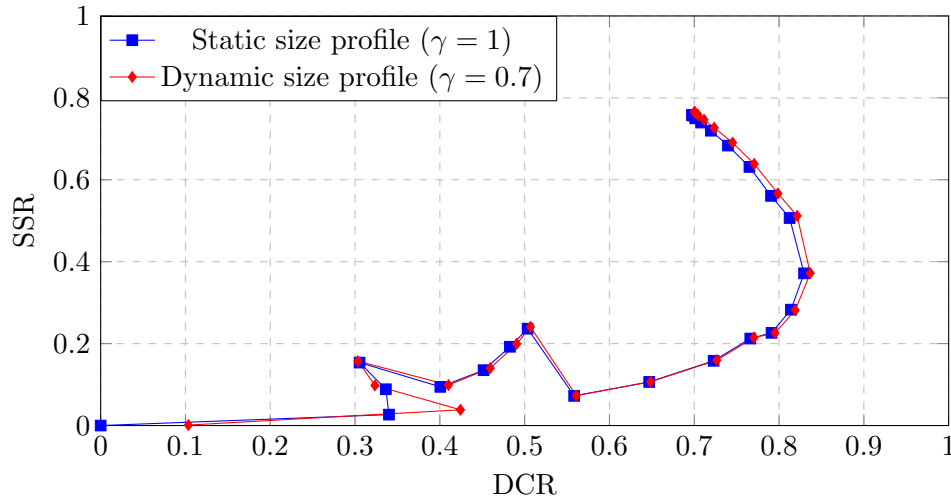 1
0.8
0.6
0.4
0.2
0
SSR
Static size profile (γ = 1)
Dynamic size profile (γ = 0.7)
0 0.1 0.2 0.3 0.4 0.5 0.6 0.7 0.8 0.9 1
DCR